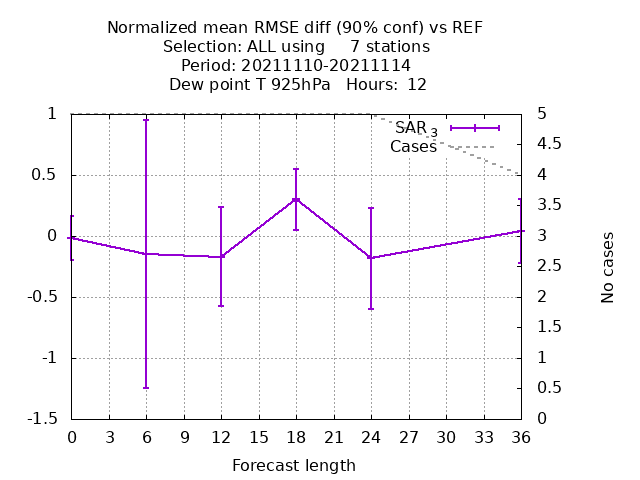 Normalized mean RMSE diff (90% conf) vs REF
Selection: ALL using 7 stations
Period: 20211110-20211114
Dew point T 925hPa Hours: 12
SAR 3
Cases
1
0.5
0
-0.5
-1
-1.5
5
4.5
4
3.5
3
2.5
2
1.5
1
0.5
0
No cases
0 3 6 9 12 15 18 21 24 27 30 33 36
Forecast length